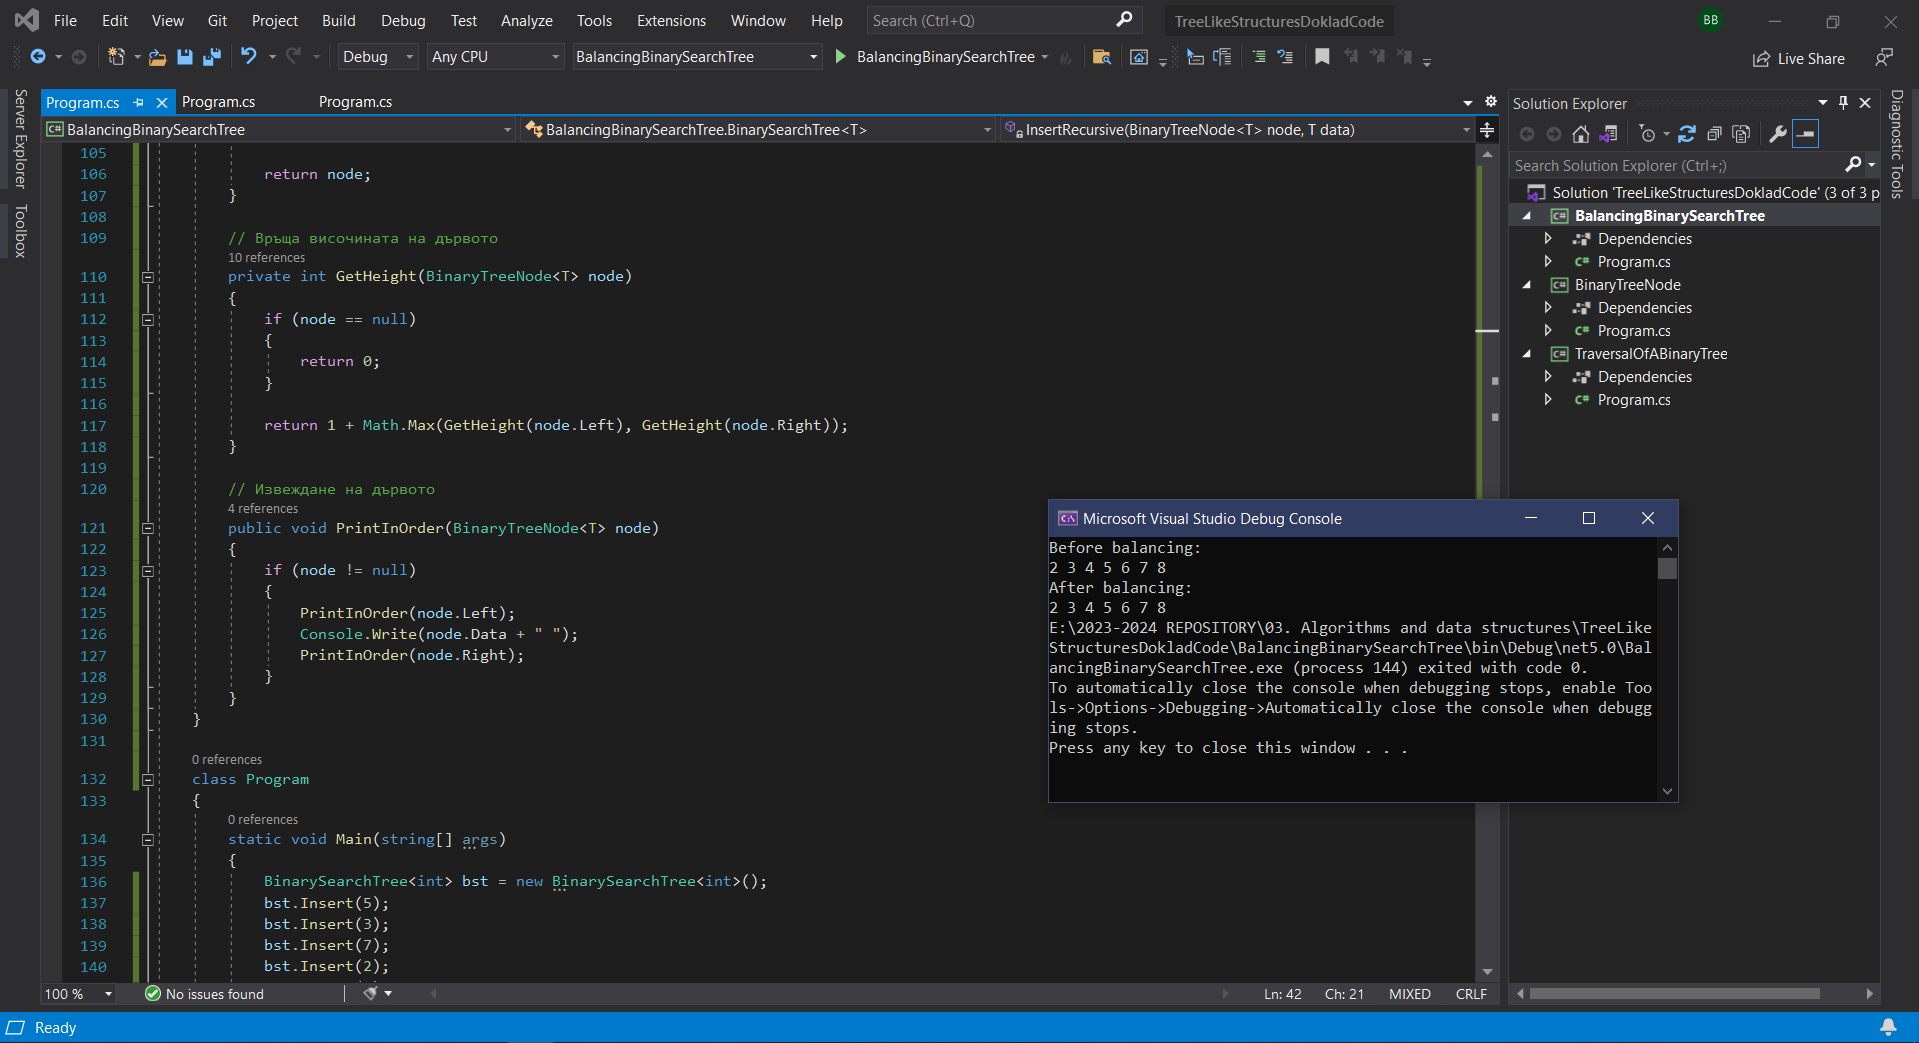 File Edit View Git Project Build Debug Test Analyze Tools Extensions Window Help Search (Ctrl+Q) TreeLikeStructuresDokladCode BB
Debug Any CPU BalancingBinarySearchTree BalancingBinarySearchTree Live Share
Server Explorer
Toolbox
Program.cs Program.cs Program.cs
BalancingBinarySearchTree BalancingBinarySearchTree.BinarySearchTree<T> InsertRecursive(BinaryTreeNode<T> node, T data)
105
106 return node;
107 }
108
109 // Връща височината на дървото
10 references
110 private int GetHeight(BinaryTreeNode<T> node)
111 {
112 if (node == null)
113 {
114 return 0;
115 }
116
117 return 1 + Math.Max(GetHeight(node.Left), GetHeight(node.Right));
118 }
119
120 // Извеждане на дървото
4 references
121 public void PrintInOrder(BinaryTreeNode<T> node)
122 {
123 if (node != null)
124 {
125 PrintInOrder(node.Left);
126 Console.Write(node.Data + " ");
127 PrintInOrder(node.Right);
128 }
129 }
130 }
131
0 references
132 class Program
133 {
0 references
134 static void Main(string[] args)
135 {
136 BinarySearchTree<int> bst = new BinarySearchTree<int>();
137 bst.Insert(5);
138 bst.Insert(3);
139 bst.Insert(7);
140 bst.Insert(2);
100 % No issues found Ln: 42 Ch: 21 MIXED CRLF
Ready
Microsoft Visual Studio Debug Console
Before balancing:
2 3 4 5 6 7 8
After balancing:
2 3 4 5 6 7 8
E:\2023-2024 REPOSITORY\03. Algorithms and data structures\TreeLike
StructuresDokladCode\BalancingBinarySearchTree\bin\Debug\net5.0\Bal
ancingBinarySearchTree.exe (process 144) exited with code 0.
To automatically close the console when debugging stops, enable Too
ls->Options->Debugging->Automatically close the console when debugg
ing stops.
Press any key to close this window . . .
Solution Explorer
Search Solution Explorer (Ctrl+;)
Solution 'TreeLikeStructuresDokladCode' (3 of 3 p
C# BalancingBinarySearchTree
Dependencies
C# Program.cs
C# BinaryTreeNode
Dependencies
C# Program.cs
C# TraversalOfABinaryTree
Dependencies
C# Program.cs
Diagnostic Tools